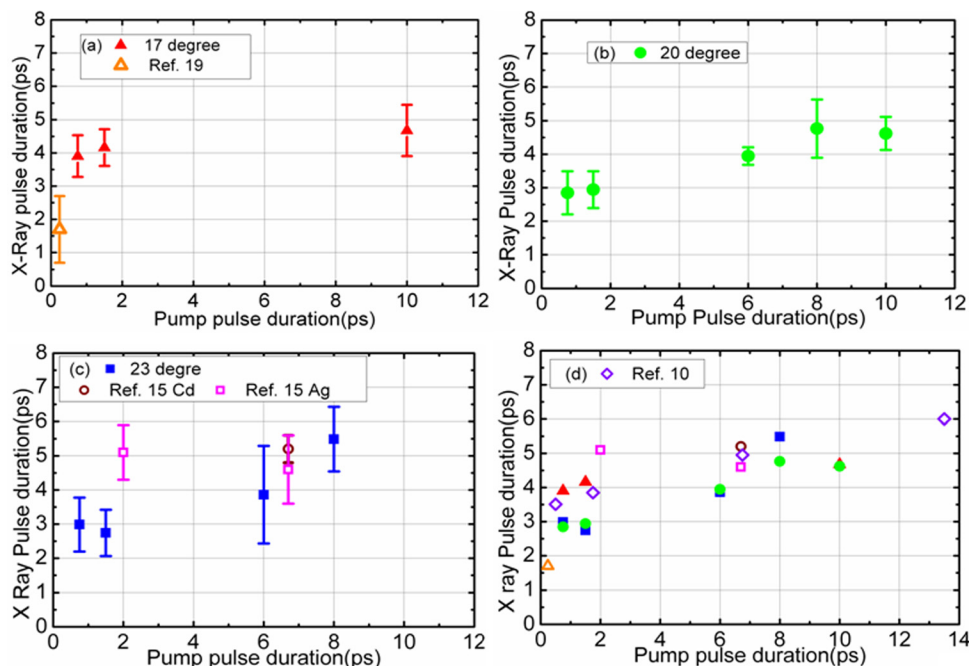 (a) 17 degree
Ref. 19
X-Ray Pulse duration(ps)
8
7
6
5
4
3
2
1
0
0 2 4 6 8 10 12
Pump pulse duration(ps)
(b) 20 degree
X-Ray Pulse duration(ps)
8
7
6
5
4
3
2
1
0
0 2 4 6 8 10 12
Pump Pulse duration(ps)
(c) 23 degre
Ref. 15 Cd Ref. 15 Ag
X Ray Pulse duration(ps)
8
7
6
5
4
3
2
1
0
0 2 4 6 8 10 12
Pump pulse duration(ps)
(d) Ref. 10
X ray Pulse duration(ps)
8
7
6
5
4
3
2
1
0
0 2 4 6 8 10 12 14
Pump pulse duration(ps)